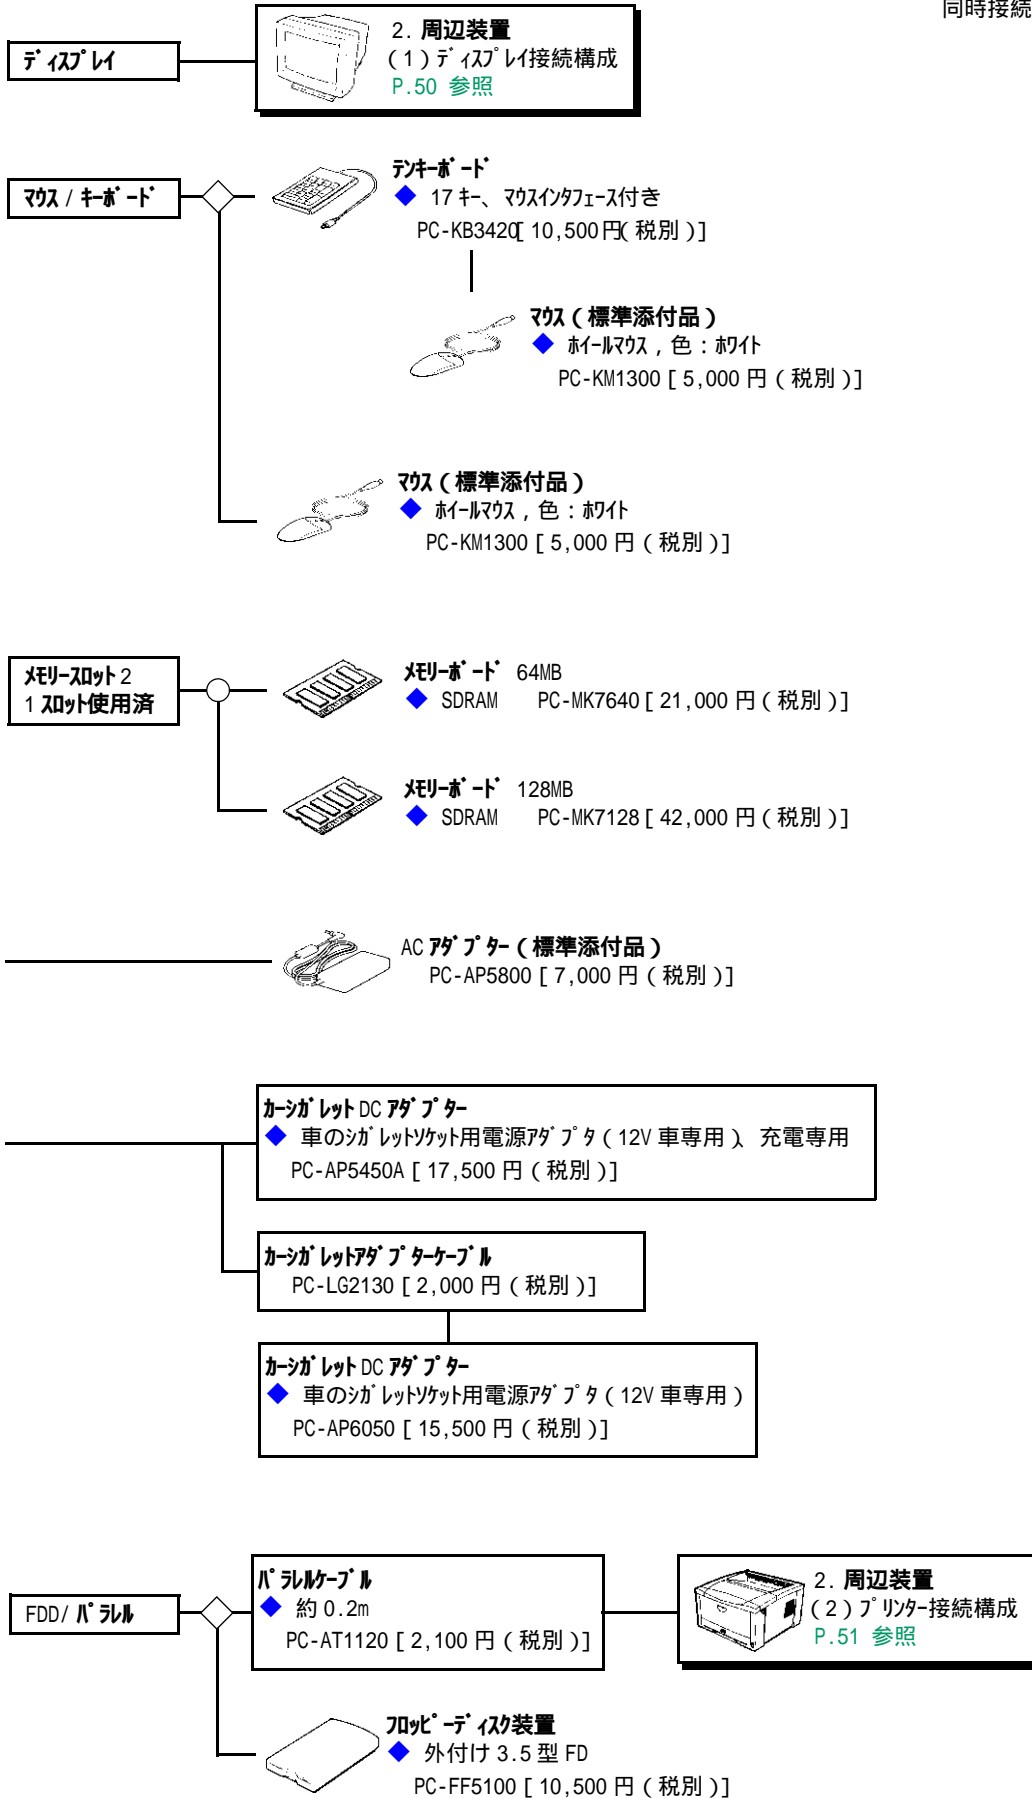 同時接続
ディスプレイ
2. 周辺装置
(1)ディスプレイ接続構成
P.50 参照
マウス / キーボード
テンキーボード
◆ 17 キー、マウスインタフェース付き
PC-KB3420[ 10,500円(税別)]
マウス(標準添付品)
◆ ホイールマウス,色:ホワイト
PC-KM1300 [ 5,000 円(税別)]
マウス(標準添付品)
◆ ホイールマウス,色:ホワイト
PC-KM1300 [ 5,000 円(税別)]
メモリースロット 2
1 スロット使用済
メモリーボード 64MB
◆ SDRAM PC-MK7640 [ 21,000 円(税別)]
メモリーボード 128MB
◆ SDRAM PC-MK7128 [ 42,000 円(税別)]
AC アダプター(標準添付品)
PC-AP5800 [ 7,000 円(税別)]
カーシガレット DC アダプター
◆ 車のシガレットソケット用電源アダプタ(12V 車専用)、充電専用
PC-AP5450A [ 17,500 円(税別)]
カーシガレットアダプターケーブル
PC-LG2130 [ 2,000 円(税別)]
カーシガレット DC アダプター
◆ 車のシガレットソケット用電源アダプタ(12V 車専用)
PC-AP6050 [ 15,500 円(税別)]
FDD/ パラレル
パラレルケーブル
◆ 約 0.2m
PC-AT1120 [ 2,100 円(税別)]
2. 周辺装置
(2)プリンター接続構成
P.51 参照
フロッピーディスク装置
◆ 外付け 3.5 型 FD
PC-FF5100 [ 10,500 円(税別)]